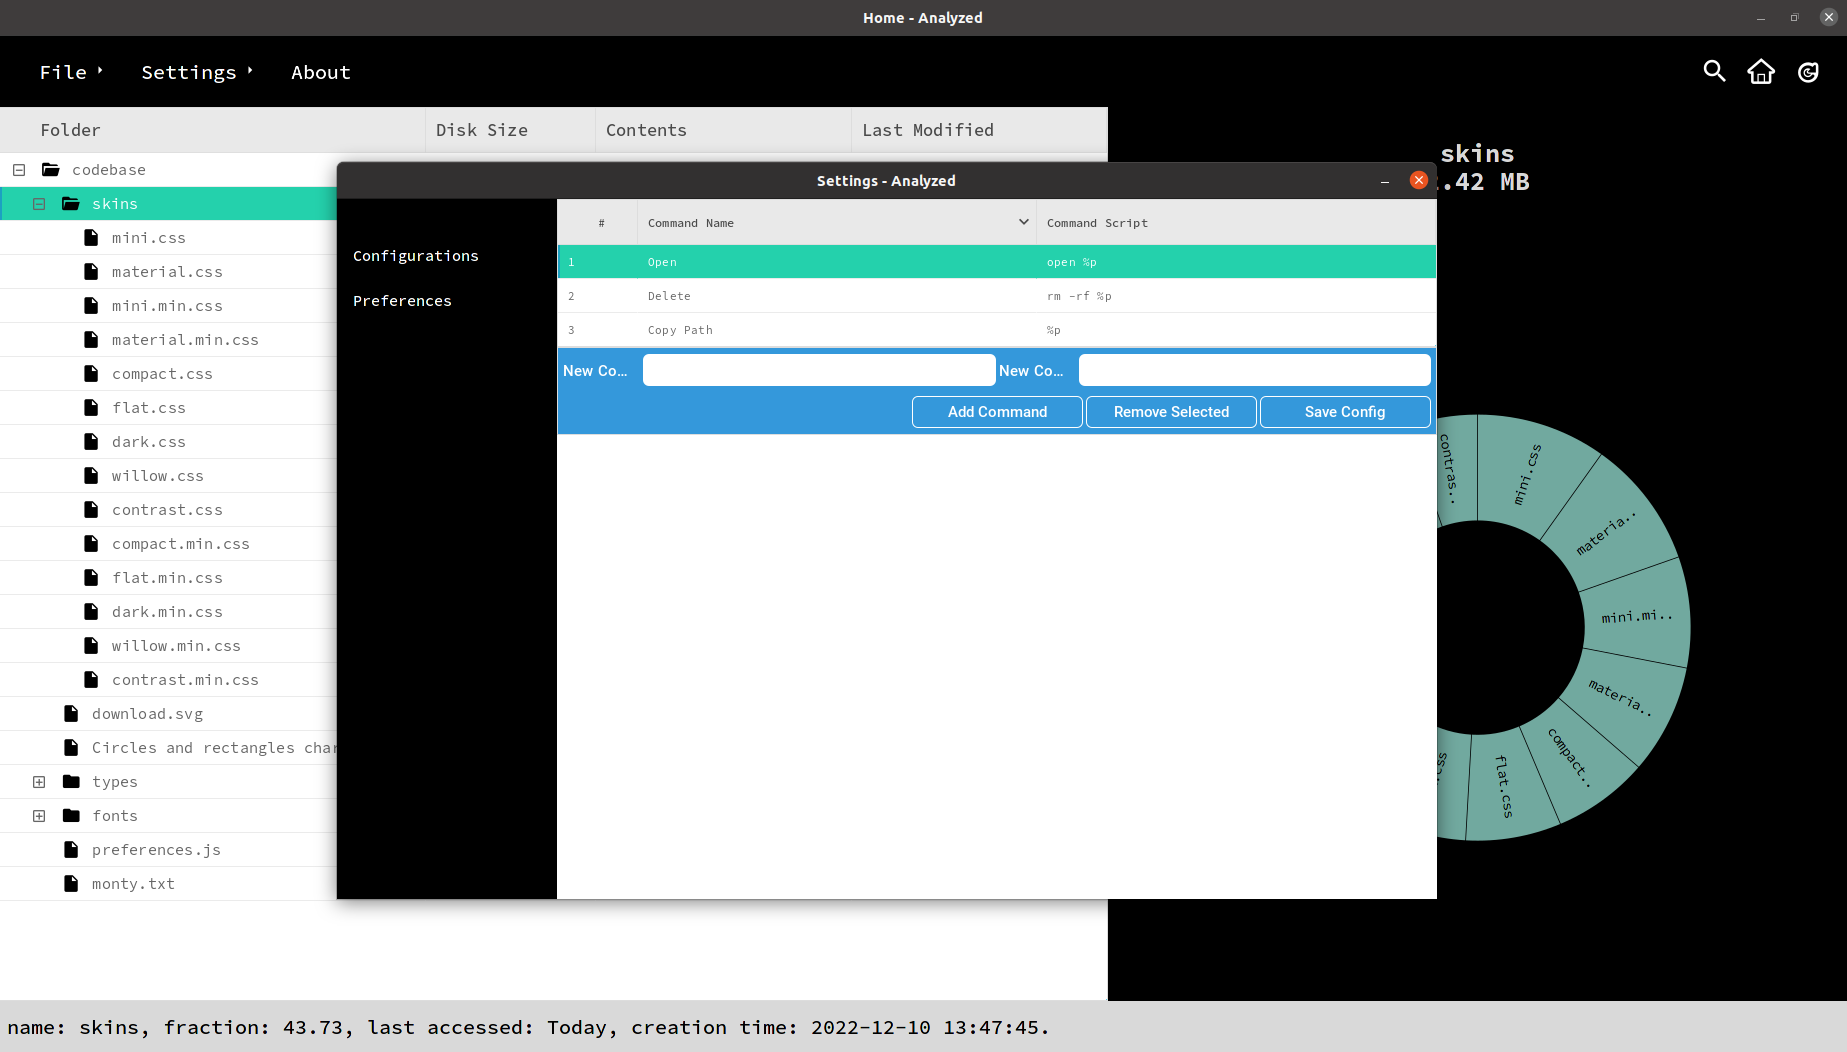 Home - Analyzed
File Settings About
Folder Disk Size Contents Last Modified
skins
.42 MB
codebase
skins
mini.css
material.css
mini.min.css
material.min.css
compact.css
flat.css
dark.css
willow.css
contrast.css
compact.min.css
flat.min.css
dark.min.css
willow.min.css
contrast.min.css
download.svg
Circles and rectangles char
types
fonts
preferences.js
monty.txt
Settings - Analyzed
Configurations
Preferences
# Command Name Command Script
1 Open open %p
2 Delete rm -rf %p
3 Copy Path %p
New Co... New Co...
Add Command Remove Selected Save Config
contras..
mini.css
materia..
mini.mi..
materia..
compact..
flat.css
.css
name: skins, fraction: 43.73, last accessed: Today, creation time: 2022-12-10 13:47:45.